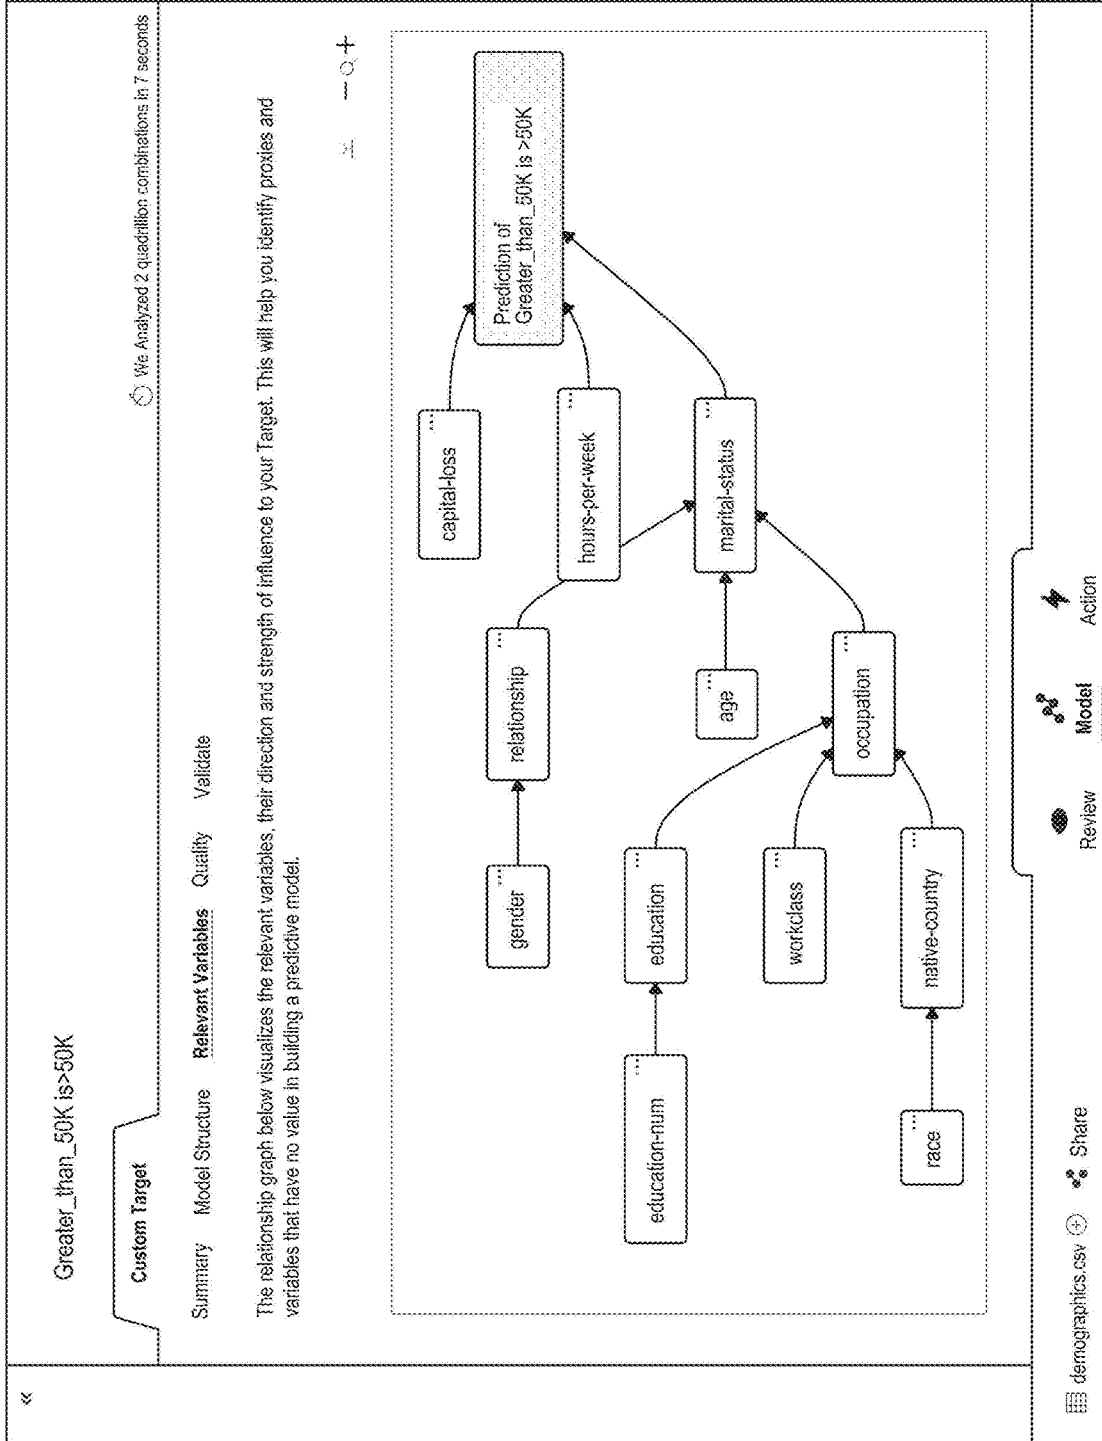 «
Greater_than_50K is>50K
Custom Target
We Analyzed 2 quadrillion combinations in 7 seconds
Summary
Model Structure
Relevant Variables
Quality
Validate
The relationship graph below visualizes the relevant variables, their direction and strength of influence to your Target. This will help you identify proxies and
variables that have no value in building a predictive model.
capital-loss
Prediction of
Greater_than_50K is >50K
gender
relationship
hours-per-week
education-num
education
age
marital-status
workclass
occupation
race
native-country
demographics.csv
Share
Review
Model
Action